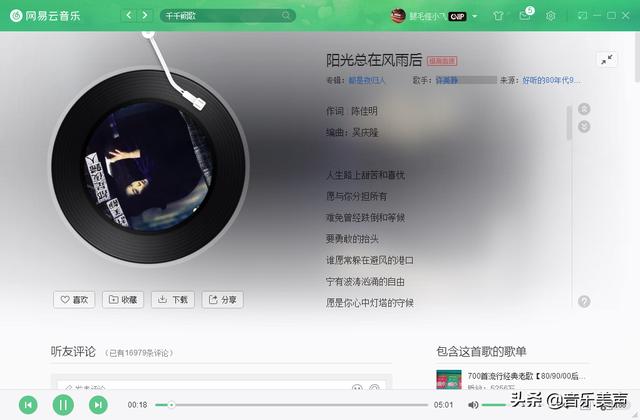 网易云音乐
千千阙歌
腿毛怪小飞 CVIP
5
阳光总在风雨后 极高音质
专辑：都是夜归人 歌手：许美静 来源：好听的80年代9...
作词 : 陈佳明
编曲：吴庆隆
人生路上甜苦和喜忧
愿与你分担所有
难免曾经跌倒和等候
要勇敢的抬头
谁愿常躲在避风的港口
宁有波涛汹涌的自由
愿是你心中灯塔的守候
喜欢 收藏 下载 分享
?
听友评论 （已有16979条评论）
包含这首歌的歌单
发表评论
700首流行经典老歌【80/90/00后...
00:18
05:01
头条 @音乐美声